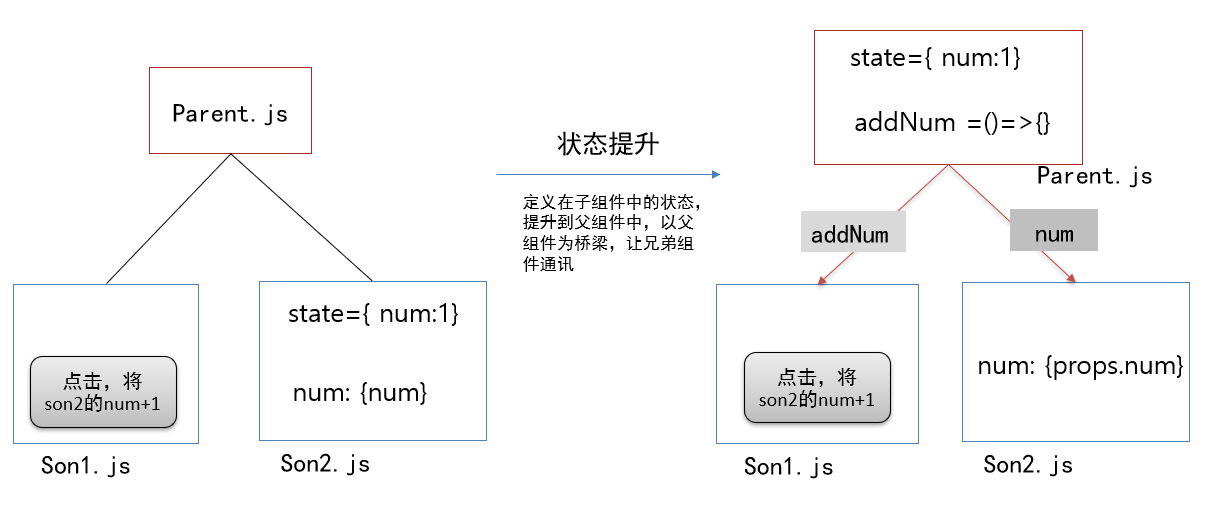 Parent.js
点击，将
son2的num+1
Son1.js
state={ num:1}
num: {num}
Son2.js
状态提升
定义在子组件中的状态，
提升到父组件中，以父
组件为桥梁，让兄弟组
件通讯
state={ num:1}
addNum =()=>{}
Parent.js
addNum
num
点击，将
son2的num+1
Son1.js
num: {props.num}
Son2.js